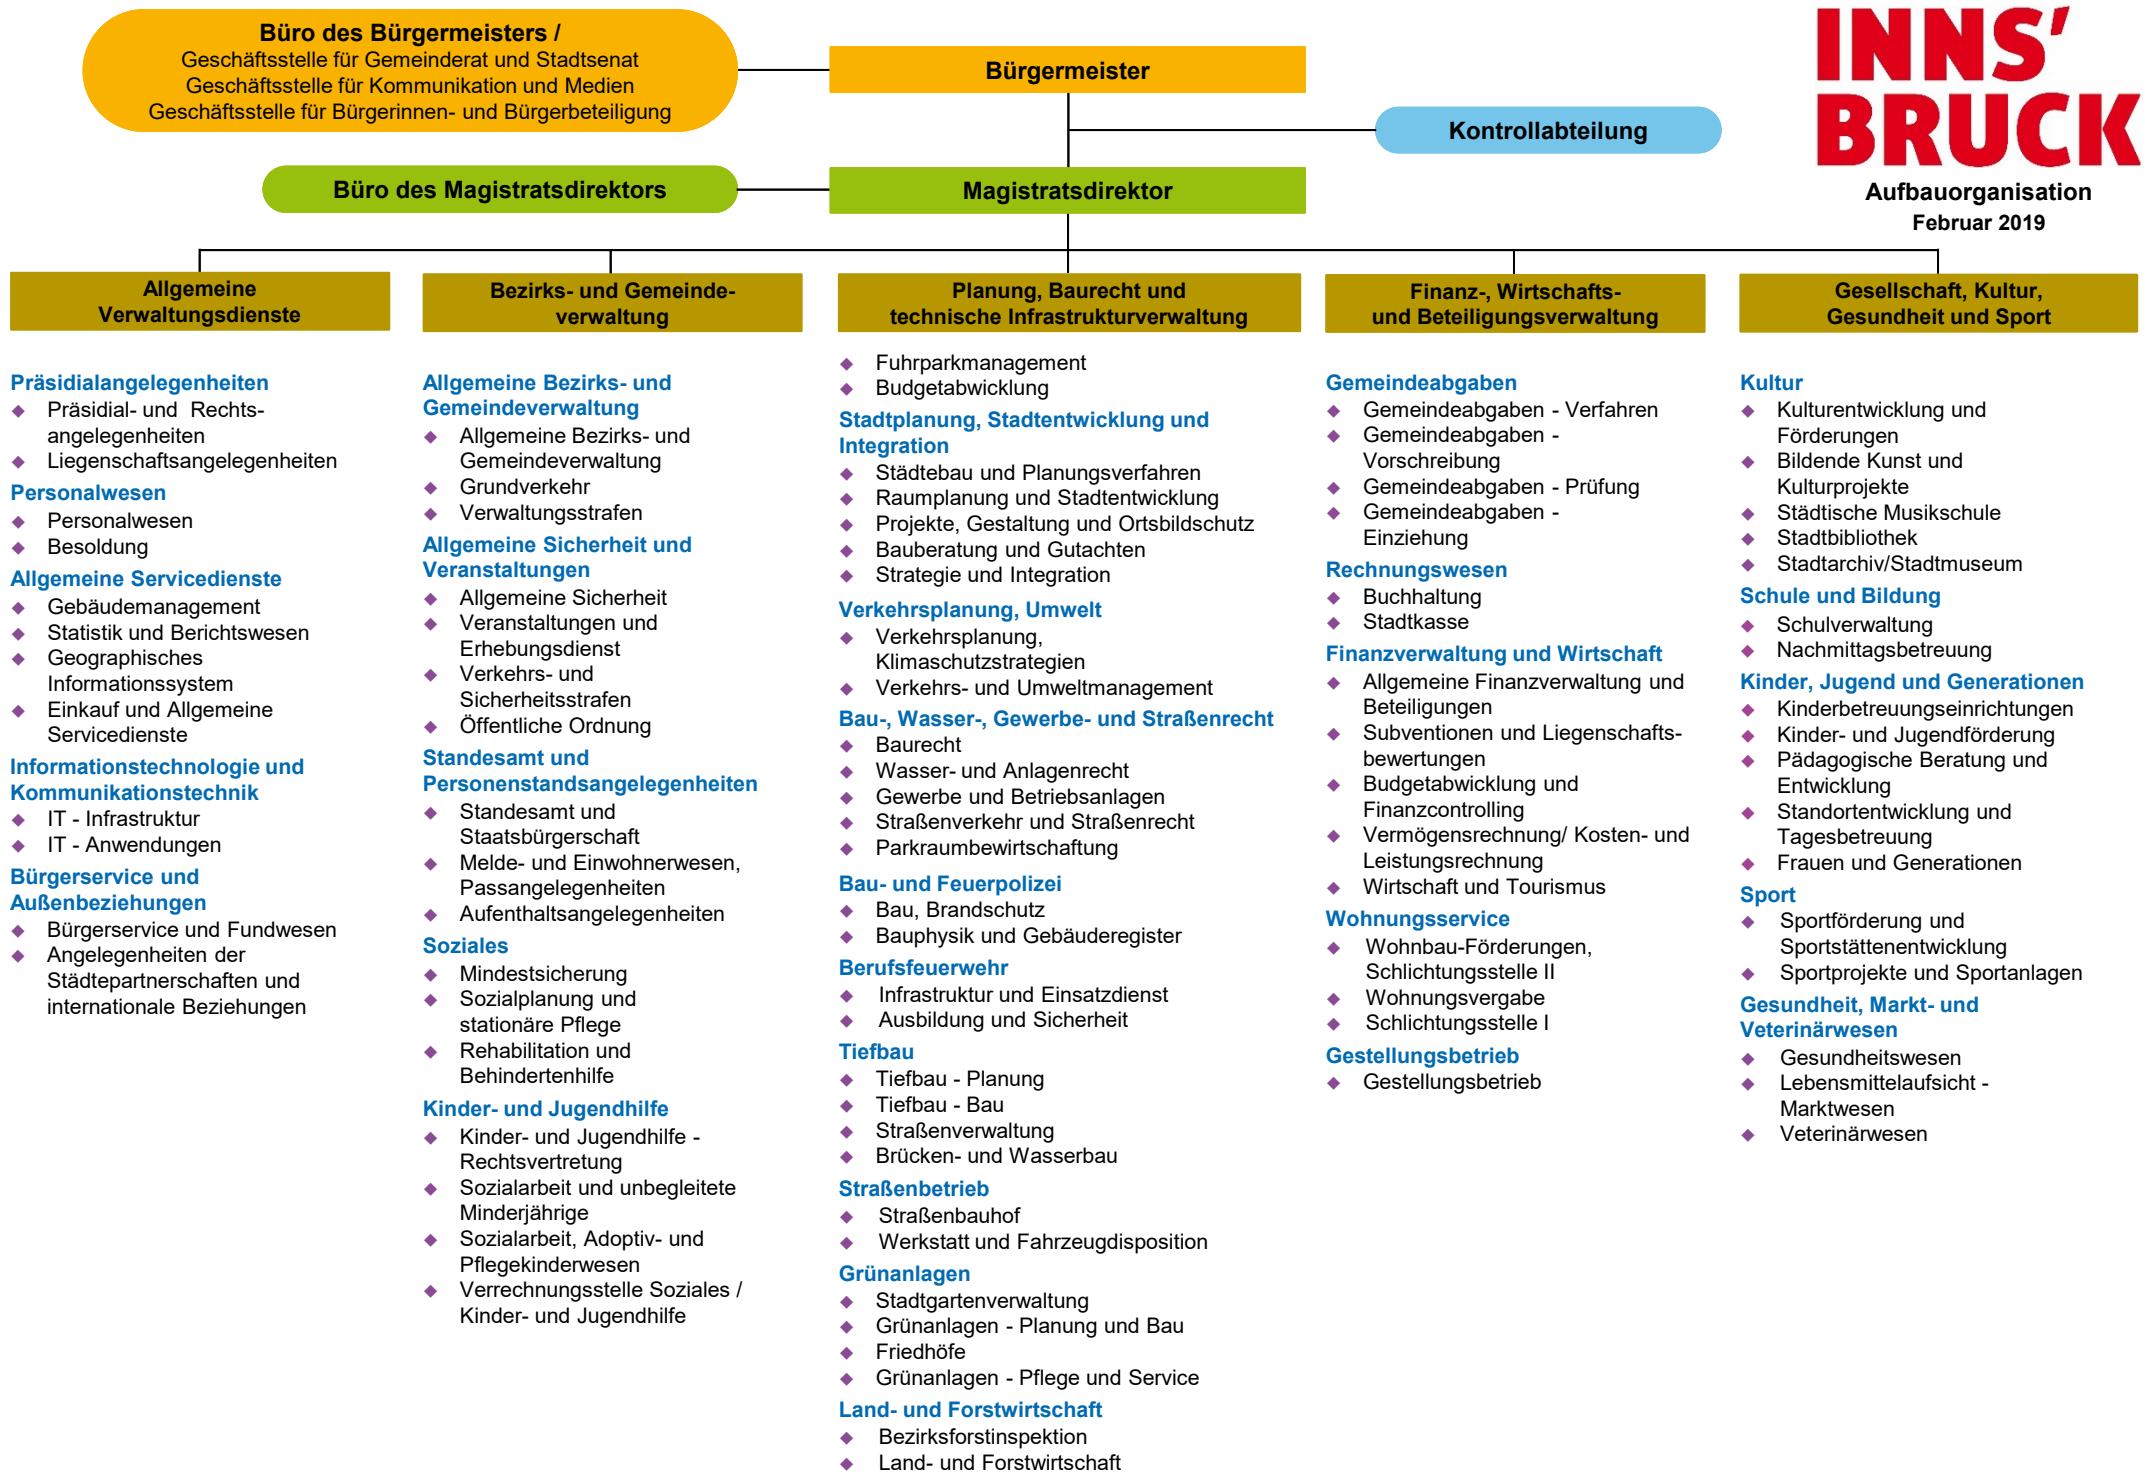 Büro des Bürgermeisters /
Geschäftsstelle für Gemeinderat und Stadtsenat
Geschäftsstelle für Kommunikation und Medien
Geschäftsstelle für Bürgerinnen- und Bürgerbeteiligung
Bürgermeister
INNS'
BRUCK
Kontrollabteilung
Büro des Magistratsdirektors
Magistratsdirektor
Aufbauorganisation
Februar 2019
Allgemeine
Verwaltungsdienste
Präsidialangelegenheiten
Präsidial- und Rechts-
angelegenheiten
Liegenschaftsangelegenheiten
Personalwesen
Personalwesen
Besoldung
Allgemeine Servicedienste
Gebäudemanagement
Statistik und Berichtswesen
Geographisches
Informationssystem
Einkauf und Allgemeine
Servicedienste
Informationstechnologie und
Kommunikationstechnik
IT - Infrastruktur
IT - Anwendungen
Bürgerservice und
Außenbeziehungen
Bürgerservice und Fundwesen
Angelegenheiten der
Städtepartnerschaften und
internationale Beziehungen
Bezirks- und Gemeinde-
verwaltung
Allgemeine Bezirks- und
Gemeindeverwaltung
Allgemeine Bezirks- und
Gemeindeverwaltung
Grundverkehr
Verwaltungsstrafen
Allgemeine Sicherheit und
Veranstaltungen
Allgemeine Sicherheit
Veranstaltungen und
Erhebungsdienst
Verkehrs- und
Sicherheitsstrafen
Öffentliche Ordnung
Standesamt und
Personenstandsangelegenheiten
Standesamt und
Staatsbürgerschaft
Melde- und Einwohnerwesen,
Passangelegenheiten
Aufenthaltsangelegenheiten
Soziales
Mindestsicherung
Sozialplanung und
stationäre Pflege
Rehabilitation und
Behindertenhilfe
Kinder- und Jugendhilfe
Kinder- und Jugendhilfe -
Rechtsvertretung
Sozialarbeit und unbegleitete
Minderjährige
Sozialarbeit, Adoptiv- und
Pflegekinderwesen
Verrechnungsstelle Soziales /
Kinder- und Jugendhilfe
Planung, Baurecht und
technische Infrastrukturverwaltung
Fuhrparkmanagement
Budgetabwicklung
Stadtplanung, Stadtentwicklung und
Integration
Städtebau und Planungsverfahren
Raumplanung und Stadtentwicklung
Projekte, Gestaltung und Ortsbildschutz
Bauberatung und Gutachten
Strategie und Integration
Verkehrsplanung, Umwelt
Verkehrsplanung,
Klimaschutzstrategien
Verkehrs- und Umweltmanagement
Bau-, Wasser-, Gewerbe- und Straßenrecht
Baurecht
Wasser- und Anlagenrecht
Gewerbe und Betriebsanlagen
Straßenverkehr und Straßenrecht
Parkraumbewirtschaftung
Bau- und Feuerpolizei
Bau, Brandschutz
Bauphysik und Gebäuderegister
Berufsfeuerwehr
Infrastruktur und Einsatzdienst
Ausbildung und Sicherheit
Tiefbau
Tiefbau - Planung
Tiefbau - Bau
Straßenverwaltung
Brücken- und Wasserbau
Straßenbetrieb
Straßenbauhof
Werkstatt und Fahrzeugdisposition
Grünanlagen
Stadtgartenverwaltung
Grünanlagen - Planung und Bau
Friedhöfe
Grünanlagen - Pflege und Service
Land- und Forstwirtschaft
Bezirksforstinspektion
Land- und Forstwirtschaft
Finanz-, Wirtschafts-
und Beteiligungsverwaltung
Gemeindeabgaben
Gemeindeabgaben - Verfahren
Gemeindeabgaben -
Vorschreibung
Gemeindeabgaben - Prüfung
Gemeindeabgaben -
Einziehung
Rechnungswesen
Buchhaltung
Stadtkasse
Finanzverwaltung und Wirtschaft
Allgemeine Finanzverwaltung und
Beteiligungen
Subventionen und Liegenschafts-
bewertungen
Budgetabwicklung und
Finanzcontrolling
Vermögensrechnung/ Kosten- und
Leistungsrechnung
Wirtschaft und Tourismus
Wohnungsservice
Wohnbau-Förderungen,
Schlichtungsstelle II
Wohnungsvergabe
Schlichtungsstelle I
Gestellungsbetrieb
Gestellungsbetrieb
Gesellschaft, Kultur,
Gesundheit und Sport
Kultur
Kulturentwicklung und
Förderungen
Bildende Kunst und
Kulturprojekte
Städtische Musikschule
Stadtbibliothek
Stadtarchiv/Stadtmuseum
Schule und Bildung
Schulverwaltung
Nachmittagsbetreuung
Kinder, Jugend und Generationen
Kinderbetreuungseinrichtungen
Kinder- und Jugendförderung
Pädagogische Beratung und
Entwicklung
Standortentwicklung und
Tagesbetreuung
Frauen und Generationen
Sport
Sportförderung und
Sportstättenentwicklung
Sportprojekte und Sportanlagen
Gesundheit, Markt- und
Veterinärwesen
Gesundheitswesen
Lebensmittelaufsicht -
Marktwesen
Veterinärwesen